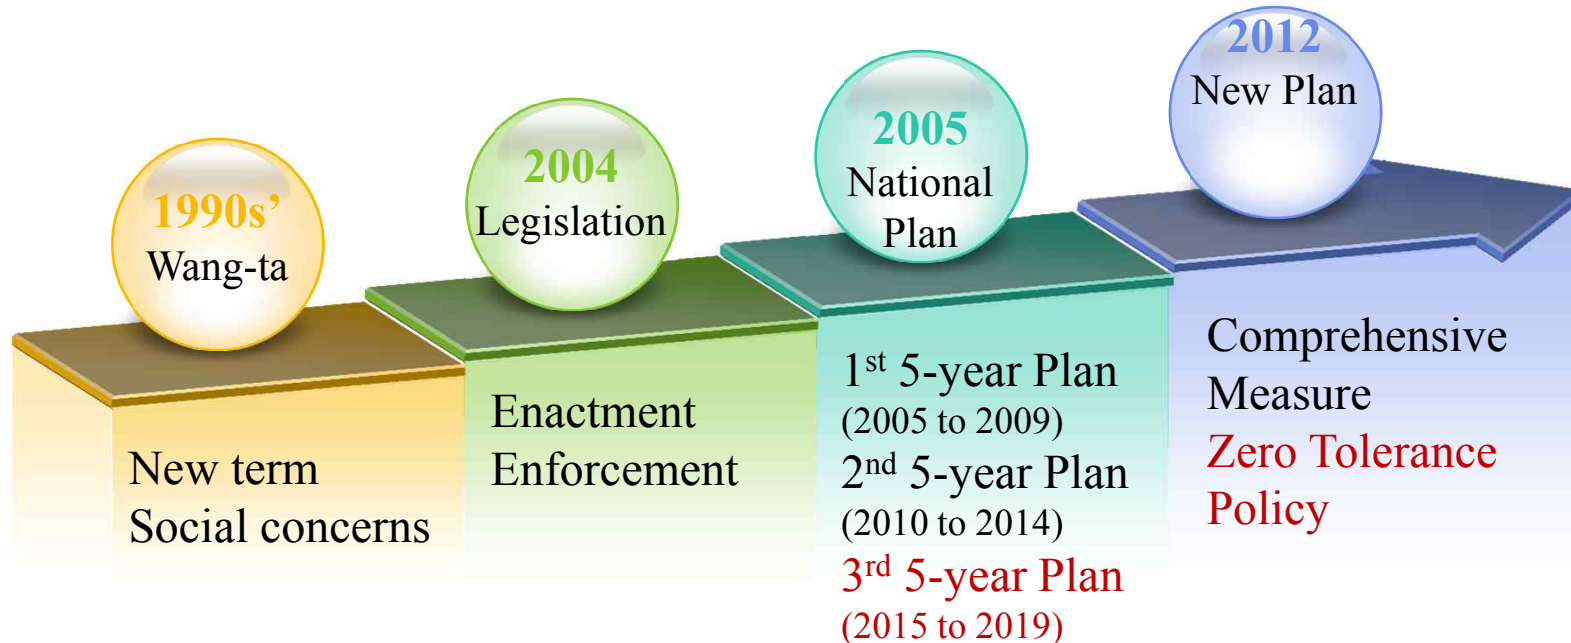 1990s’
Wang-ta
New term
Social concerns
2004
Legislation
Enactment
Enforcement
2005
National
Plan
1st 5-year Plan
(2005 to 2009)
2nd 5-year Plan
(2010 to 2014)
3rd 5-year Plan
(2015 to 2019)
2012
New Plan
Comprehensive
Measure
Zero Tolerance
Policy